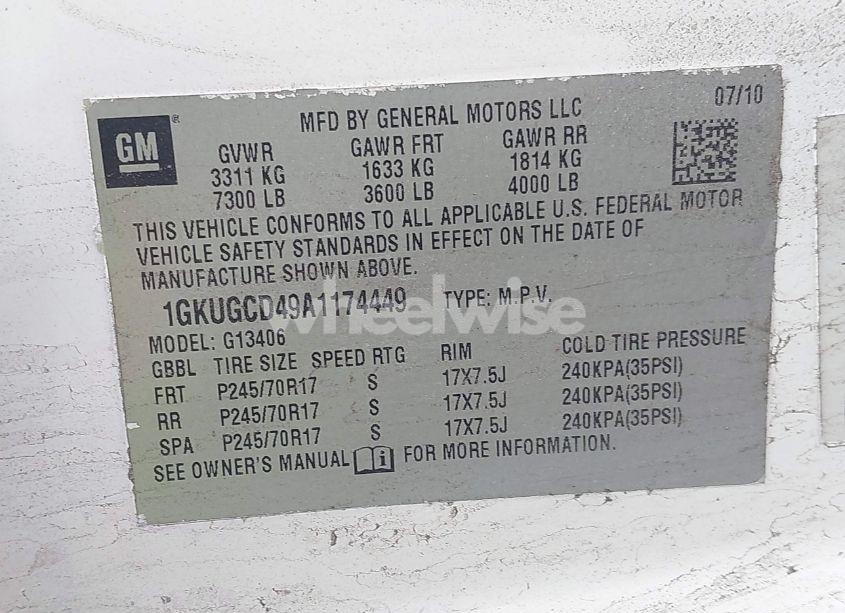 GM ®
MFD BY GENERAL MOTORS LLC 07/10
GVWR GAWR FRT GAWR RR
3311 KG 1633 KG 1814 KG
7300 LB 3600 LB 4000 LB
THIS VEHICLE CONFORMS TO ALL APPLICABLE U.S. FEDERAL MOTOR
VEHICLE SAFETY STANDARDS IN EFFECT ON THE DATE OF
MANUFACTURE SHOWN ABOVE.
1GKUGCD49A1174449 TYPE: M.P.V.
wheelwise
MODEL: G13406
GBBL TIRE SIZE SPEED RTG RIM COLD TIRE PRESSURE
FRT P245/70R17 S 17X7.5J 240KPA(35PSI)
RR P245/70R17 S 17X7.5J 240KPA(35PSI)
SPA P245/70R17 S 17X7.5J 240KPA(35PSI)
SEE OWNER'S MANUAL i FOR MORE INFORMATION.